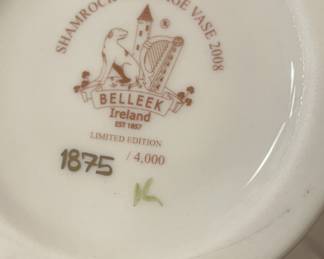 SHAMROCK VASE 2008
®
BELLEEK
Ireland
EST 1857
LIMITED EDITION
1875 / 4,000